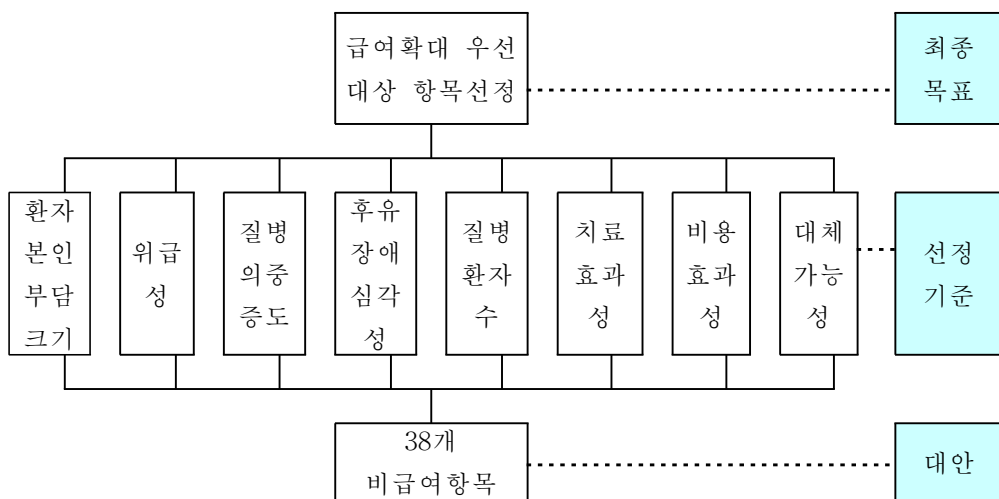 급여확대 우선
대상 항목선정
최종
목표
환자
본인
부담
크기
위급
성
질병
의중
증도
후유
장애
심각
성
질병
환자
수
치료
효과
성
비용
효과
성
대체
가능
성
선정
기준
38개
비급여항목
대안